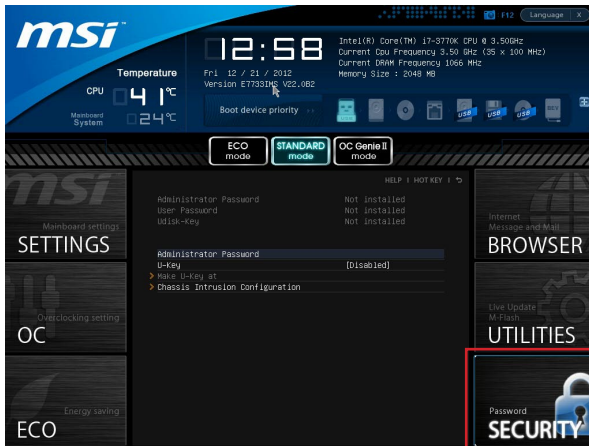 msi
F12 Language X
12:58
Intel(R) Core(TM) i7-3770K CPU @ 3.50GHz
Current Cpu Frequency 3.50 GHz (35 x 100 MHz)
Current DRAM Frequency 1066 MHz
Memory Size : 2048 MB
Temperature
Fri 12 / 21 / 2012
Version E7733IMS V22.0B2
CPU 41°C
Mainboard
System 24°C
Boot device priority
USB USB USB
ECO
mode
STANDARD
mode
OC Genie II
mode
HELP | HOT KEY |
msi
Mainboard settings
SETTINGS
Overclocking setting
OC
Energy saving
ECO
Administrator Password Not installed
User Password Not installed
Udisk-Key Not installed
Administrator Password
U-Key [Disabled]
Make U-Key at
Chassis Intrusion Configuration
Internet
Message and Mail
BROWSER
Live Update
M-Flash
UTILITIES
Password
SECURITY